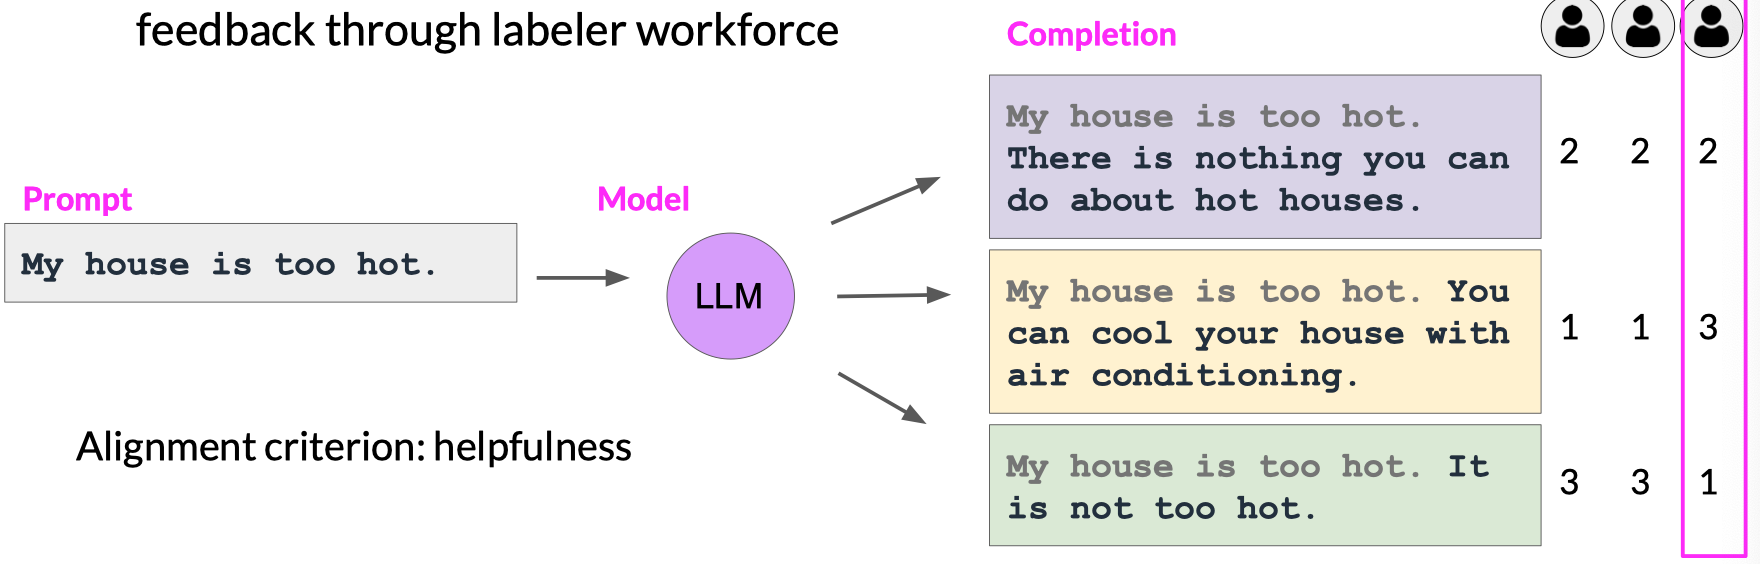 feedback through labeler workforce
Prompt
My house is too hot.
Model
LLM
Alignment criterion: helpfulness
Completion
My house is too hot.
There is nothing you can
do about hot houses.
2 2 2
My house is too hot. You
can cool your house with
air conditioning.
1 1 3
My house is too hot. It
is not too hot.
3 3 1